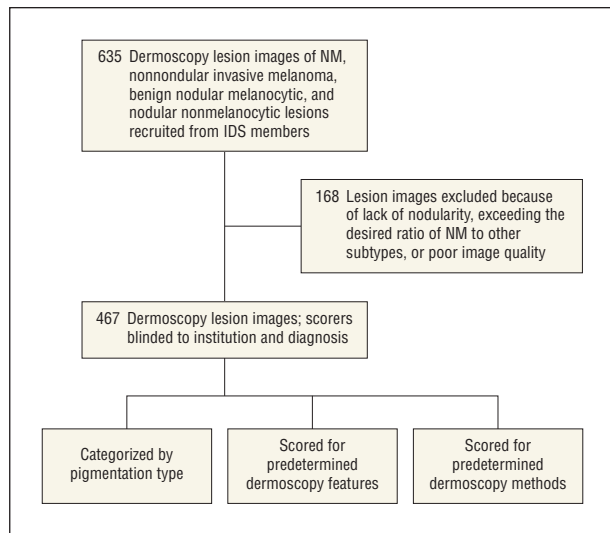 635 Dermoscopy lesion images of NM,
nonnondular invasive melanoma,
benign nodular melanocytic, and
nodular nonmelanocytic lesions
recruited from IDS members
168 Lesion images excluded because
of lack of nodularity, exceeding the
desired ratio of NM to other
subtypes, or poor image quality
467 Dermoscopy lesion images; scorers
blinded to institution and diagnosis
Categorized by
pigmentation type
Scored for
predetermined
dermoscopy features
Scored for
predetermined
dermoscopy methods